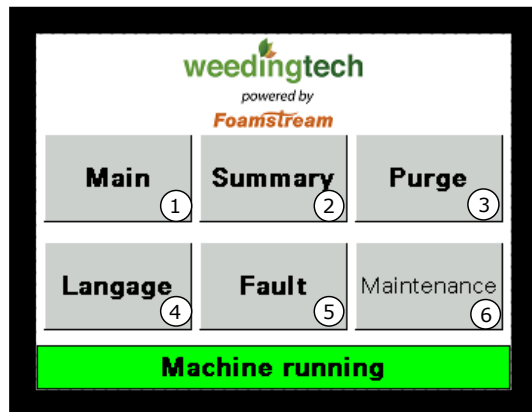 weedingtech
powered by
Foamstream
Main
1
Summary
2
Purge
3
Langage
4
Fault
5
Maintenance
6
Machine running